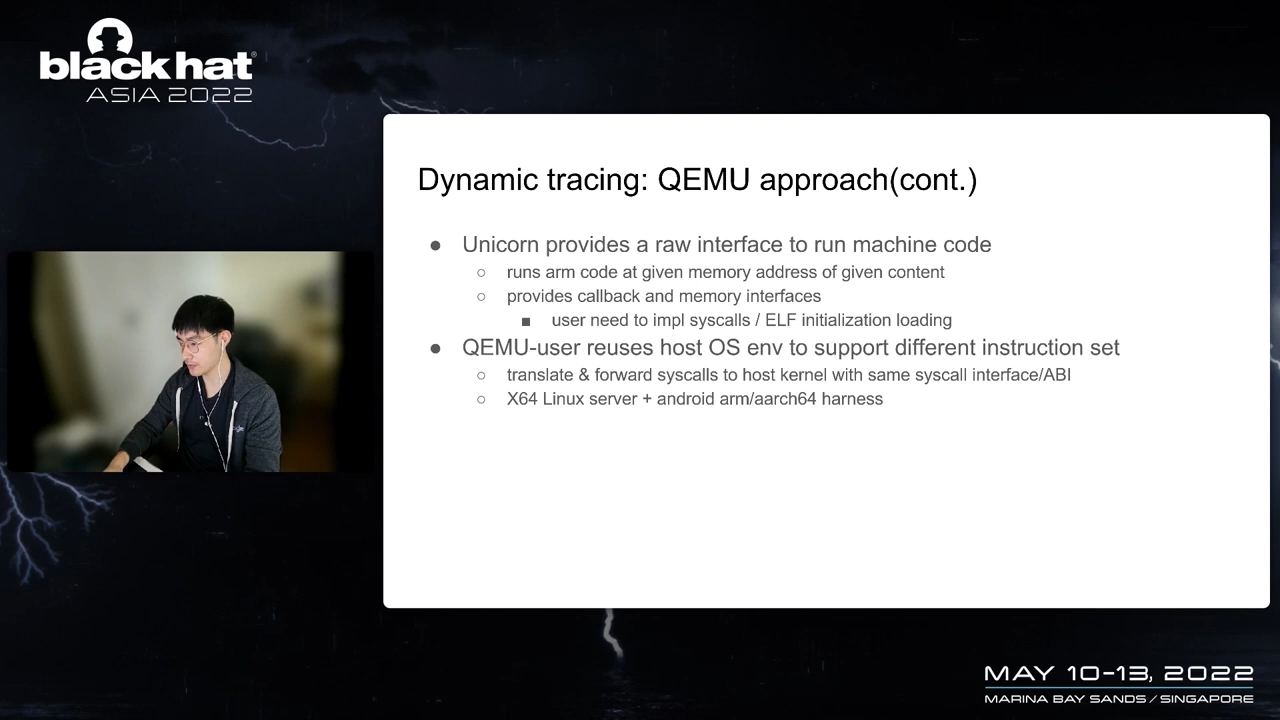 black hat®
ASIA 2022
Dynamic tracing: QEMU approach(cont.)
● Unicorn provides a raw interface to run machine code
○ runs arm code at given memory address of given content
○ provides callback and memory interfaces
■ user need to impl syscalls / ELF initialization loading
● QEMU-user reuses host OS env to support different instruction set
○ translate & forward syscalls to host kernel with same syscall interface/ABI
○ X64 Linux server + android arm/aarch64 harness
MAY 10-13, 2022
MARINA BAY SANDS / SINGAPORE